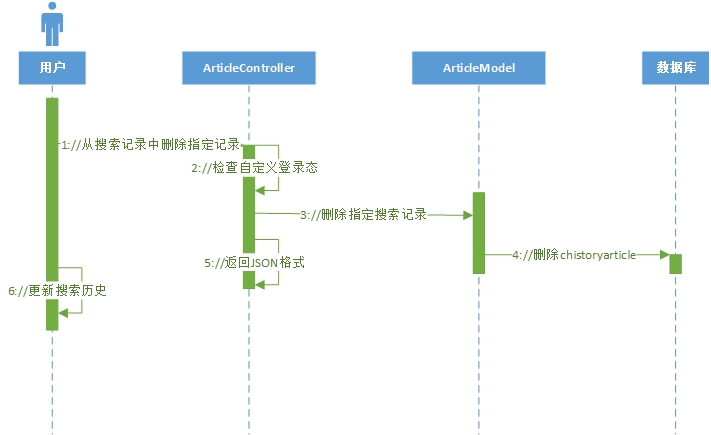 用户
ArticleController
ArticleModel
数据库
1://从搜索记录中删除指定记录
2://检查自定义登录态
3://删除指定搜索记录
4://删除chistoryarticle
5://返回JSON格式
6://更新搜索历史